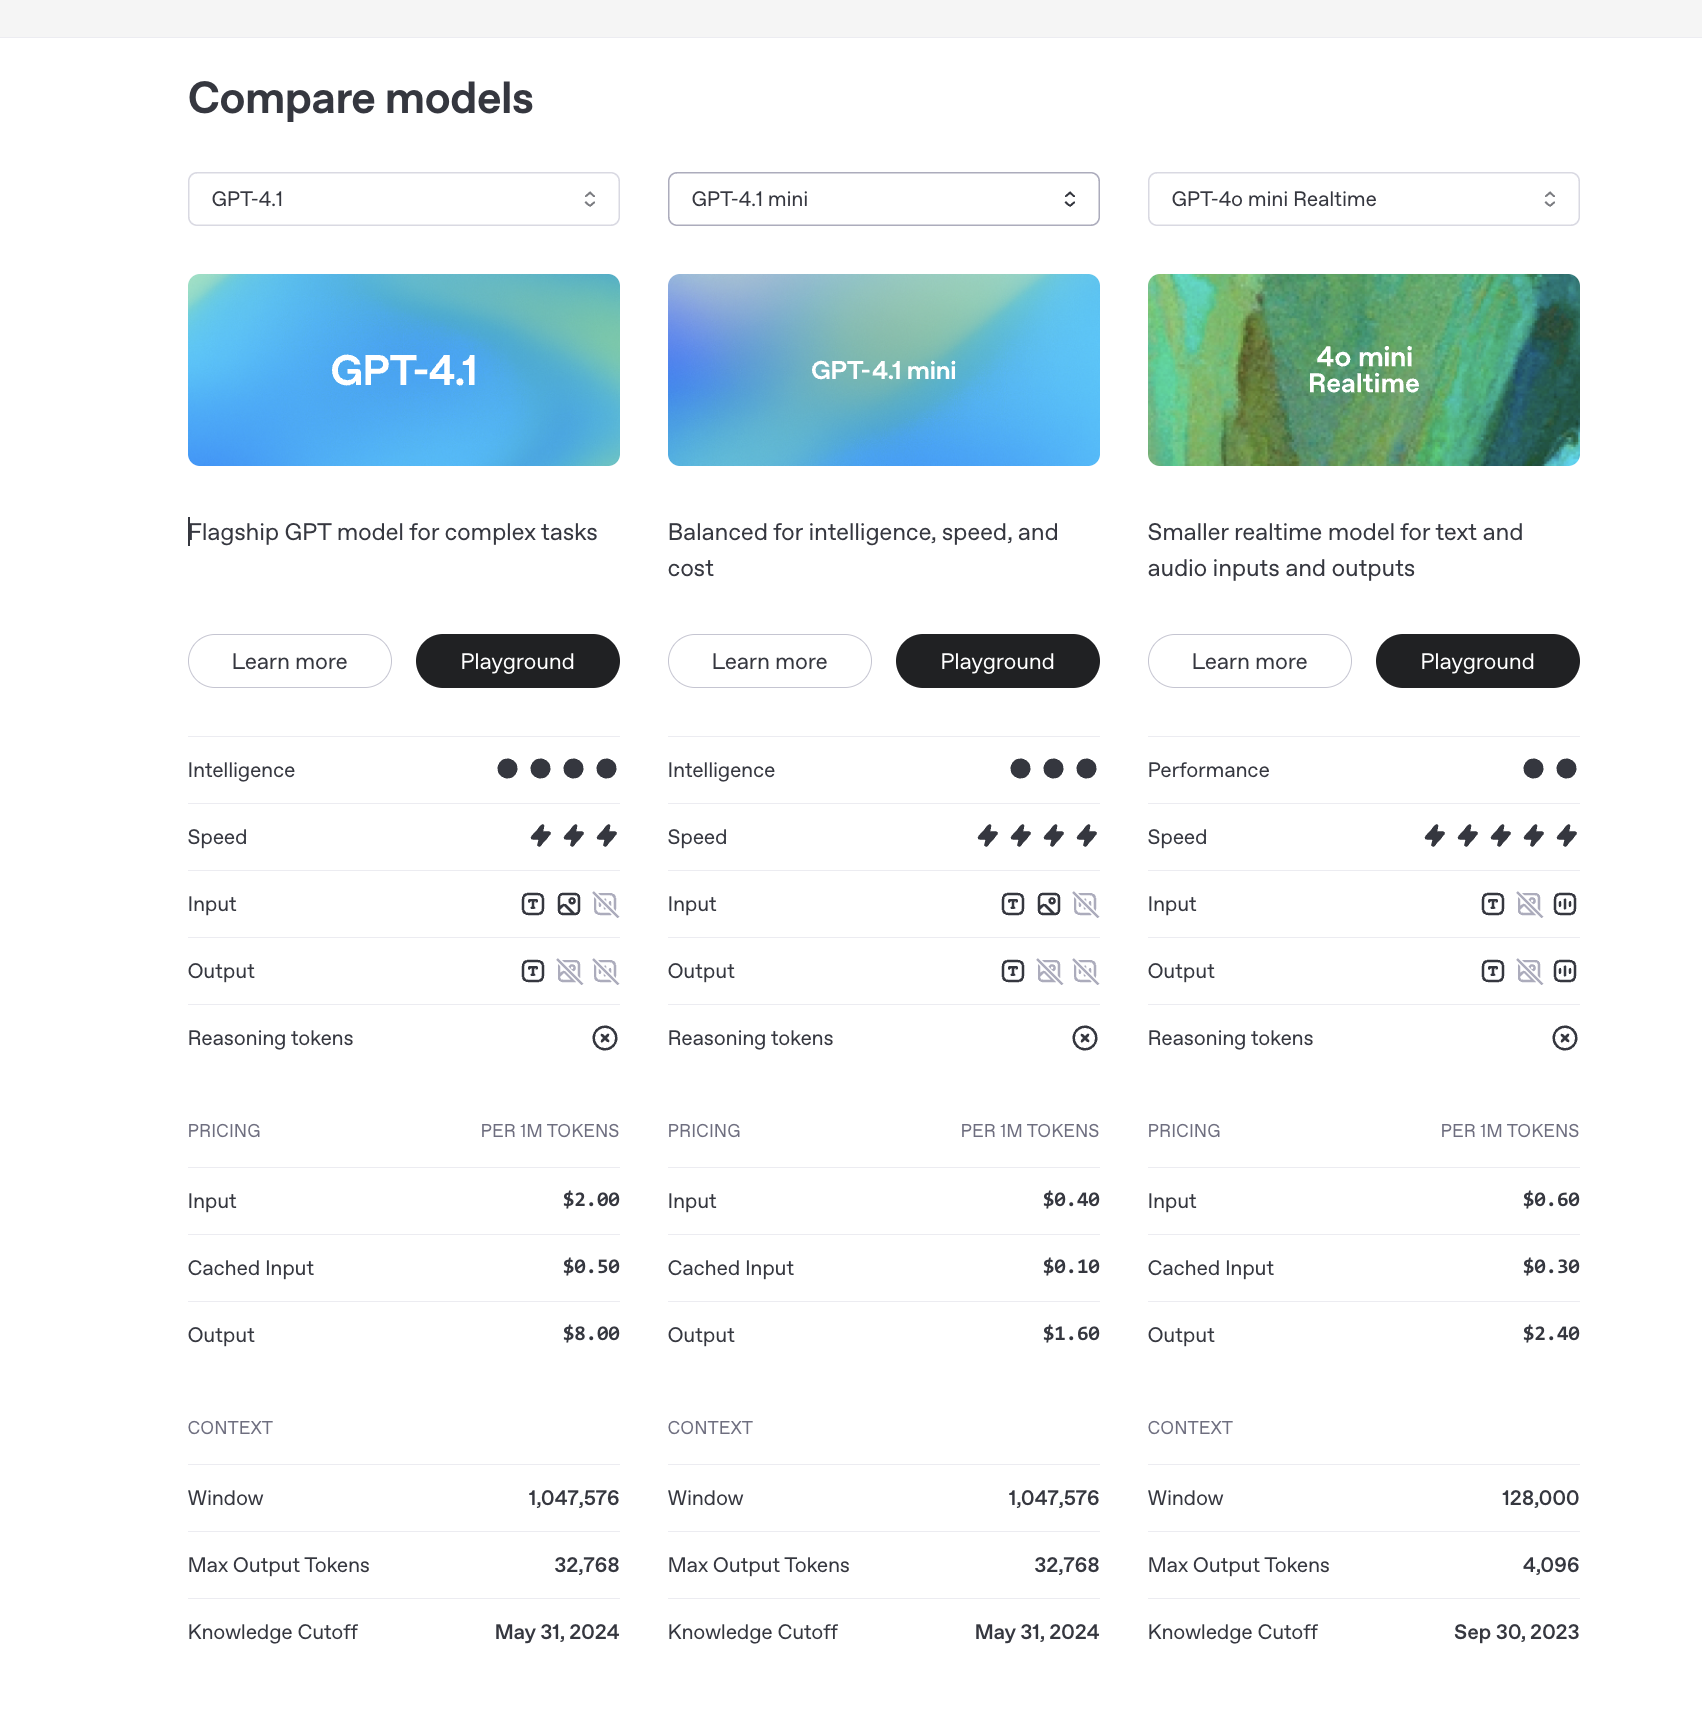 Compare models
GPT-4.1
GPT-4.1 mini
GPT-4o mini Realtime
GPT-4.1
GPT-4.1 mini
4o mini
Realtime
Flagship GPT model for complex tasks
Balanced for intelligence, speed, and
cost
Smaller realtime model for text and
audio inputs and outputs
Learn more
Playground
Learn more
Playground
Learn more
Playground
Intelligence
Intelligence
Performance
Speed
Speed
Speed
Input
Input
Input
Output
Output
Output
Reasoning tokens
Reasoning tokens
Reasoning tokens
PRICING PER 1M TOKENS
PRICING PER 1M TOKENS
PRICING PER 1M TOKENS
Input $2.00
Input $0.40
Input $0.60
Cached Input $0.50
Cached Input $0.10
Cached Input $0.30
Output $8.00
Output $1.60
Output $2.40
CONTEXT
CONTEXT
CONTEXT
Window 1,047,576
Window 1,047,576
Window 128,000
Max Output Tokens 32,768
Max Output Tokens 32,768
Max Output Tokens 4,096
Knowledge Cutoff May 31, 2024
Knowledge Cutoff May 31, 2024
Knowledge Cutoff Sep 30, 2023